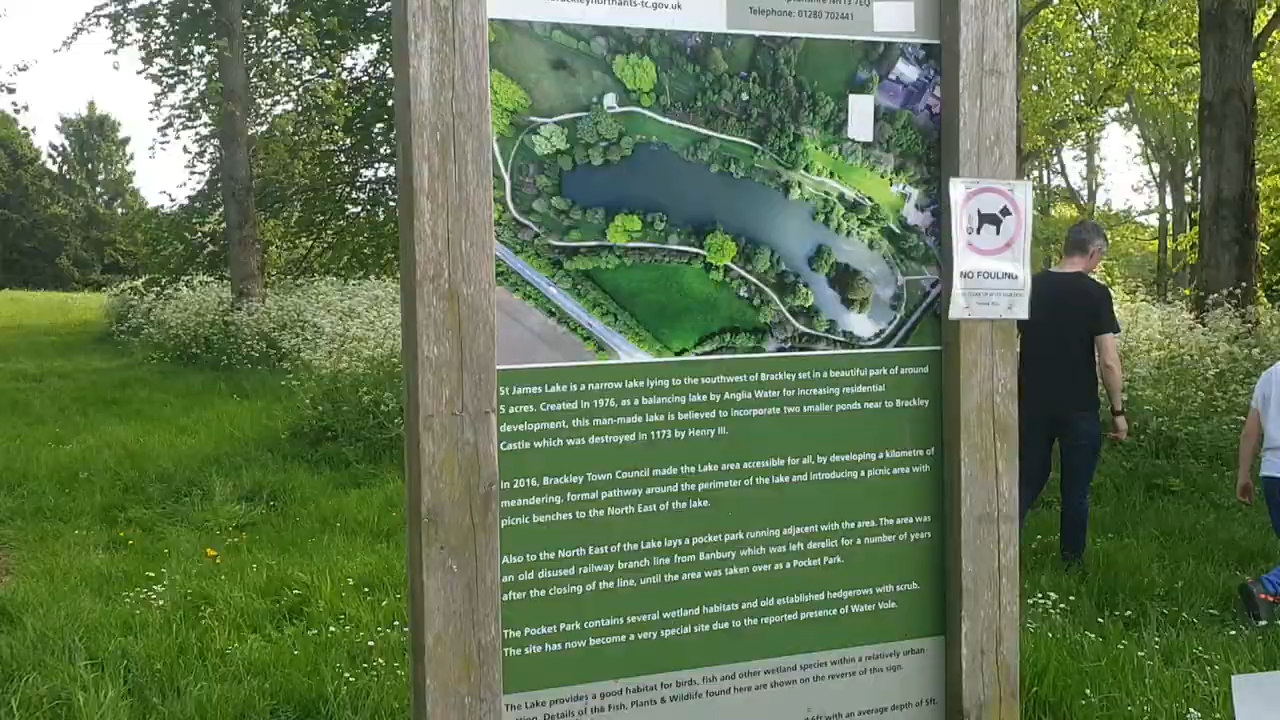 brackleynorthants-tc.gov.uk
NN13 7EQ
Telephone: 01280 702441
NO FOULING
St James Lake is a narrow lake lying to the southwest of Brackley set in a beautiful park of around
5 acres. Created in 1976, as a balancing lake by Anglia Water for increasing residential
development, this man-made lake is believed to incorporate two smaller ponds near to Brackley
Castle which was destroyed in 1173 by Henry III.
In 2016, Brackley Town Council made the Lake area accessible for all, by developing a kilometre of
meandering, formal pathway around the perimeter of the lake and introducing a picnic area with
picnic benches to the North East of the lake.
Also to the North East of the Lake lays a pocket park running adjacent with the area. The area was
an old disused railway branch line from Banbury which was left derelict for a number of years
after the closing of the line, until the area was taken over as a Pocket Park.
The Pocket Park contains several wetland habitats and old established hedgerows with scrub.
The site has now become a very special site due to the reported presence of Water Vole.
The Lake provides a good habitat for birds, fish and other wetland species within a relatively urban
Details of the Fish, Plants & Wildlife found here are shown on the reverse of this sign.
6ft with an average depth of 5ft.